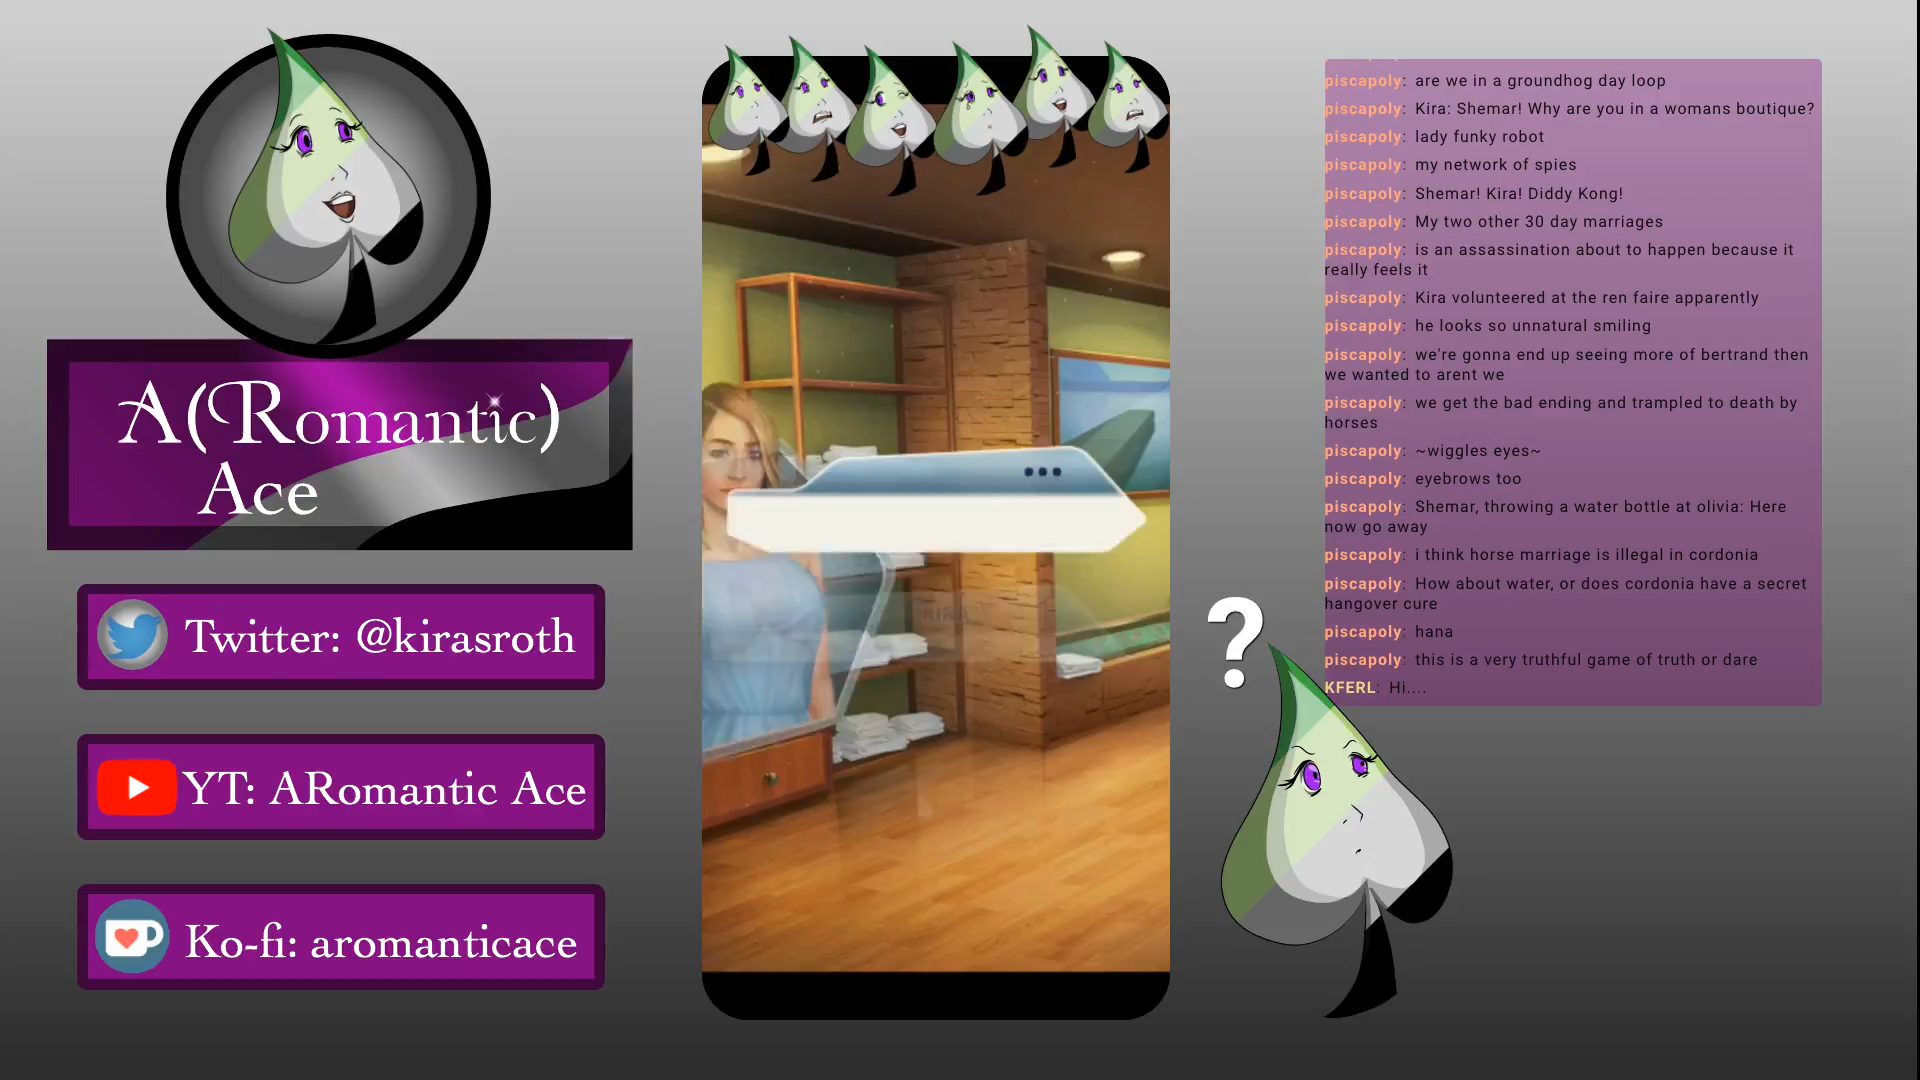 A(Romantic)
Ace
Twitter: @kirasroth
YT: ARomantic Ace
Ko-fi: aromanticace
KIRA
?
piscapoly: are we in a groundhog day loop
piscapoly: Kira: Shemar! Why are you in a womans boutique?
piscapoly: lady funky robot
piscapoly: my network of spies
piscapoly: Shemar! Kira! Diddy Kong!
piscapoly: My two other 30 day marriages
piscapoly: is an assassination about to happen because it
really feels it
piscapoly: Kira volunteered at the ren faire apparently
piscapoly: he looks so unnatural smiling
piscapoly: we're gonna end up seeing more of bertrand then
we wanted to arent we
piscapoly: we get the bad ending and trampled to death by
horses
piscapoly: ~wiggles eyes~
piscapoly: eyebrows too
piscapoly: Shemar, throwing a water bottle at olivia: Here
now go away
piscapoly: i think horse marriage is illegal in cordonia
piscapoly: How about water, or does cordonia have a secret
hangover cure
piscapoly: hana
piscapoly: this is a very truthful game of truth or dare
KFERL: Hi....